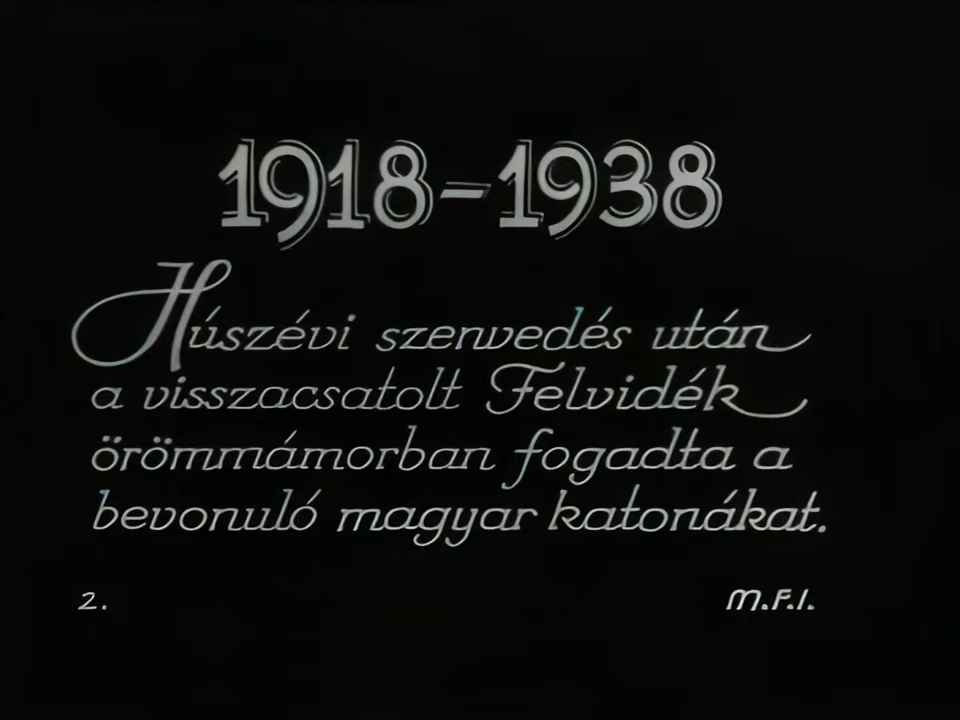 1918-1938
Húszévi szenvedés után
a visszacsatolt Felvidék
örömmámorban fogadta a
bevonuló magyar katonákat.
2. M.F.I.